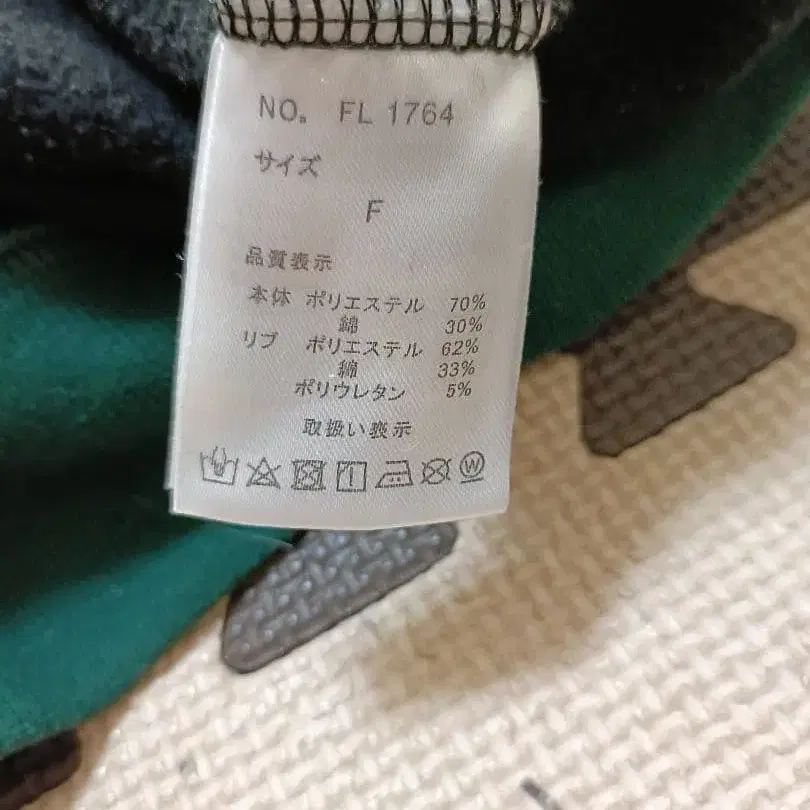 NO. FL 1764
サイズ
F
品質表示
本体 ポリエステル 70%
綿 30%
リブ ポリエステル 62%
綿 33%
ポリウレタン 5%
取扱い表示
W